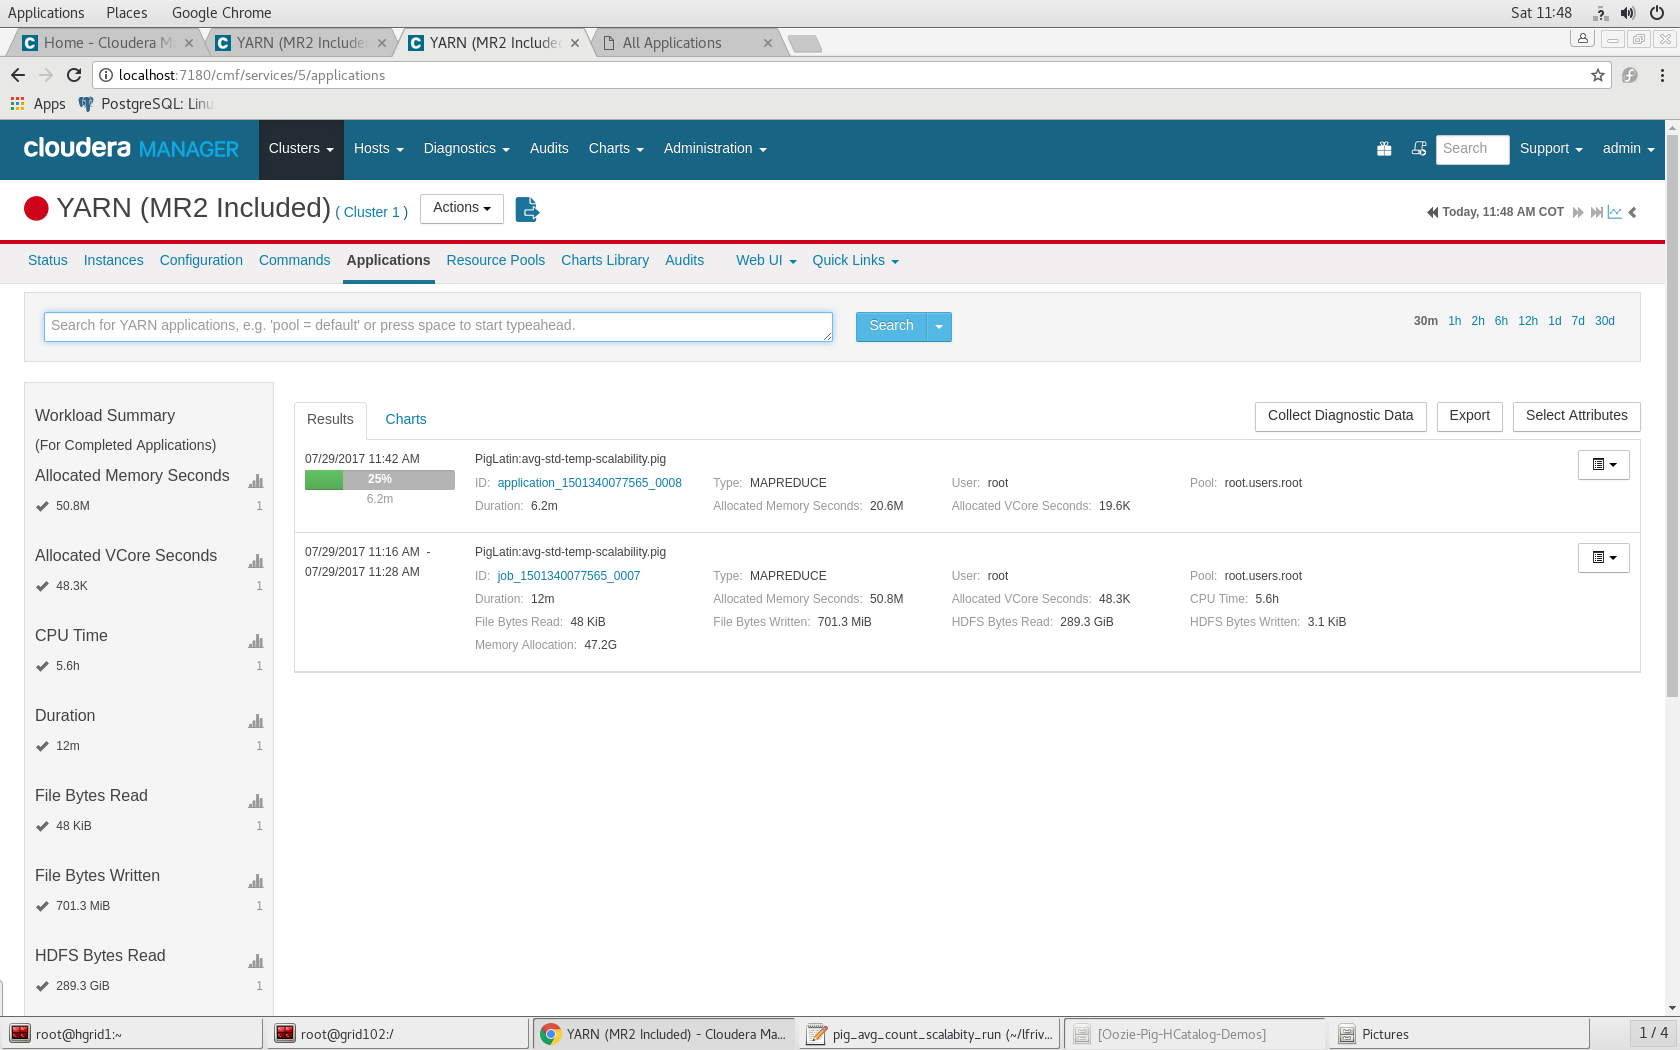 Applications Places Google Chrome Sat 11:48
Home - Cloudera M YARN (MR2 Include YARN (MR2 Include All Applications
localhost:7180/cmf/services/5/applications
Apps PostgreSQL: Linu
cloudera MANAGER Clusters Hosts Diagnostics Audits Charts Administration Search Support admin
YARN (MR2 Included) ( Cluster 1 ) Actions Today, 11:48 AM COT
Status Instances Configuration Commands Applications Resource Pools Charts Library Audits Web UI Quick Links
Search for YARN applications, e.g. 'pool = default' or press space to start typeahead. Search 30m 1h 2h 6h 12h 1d 7d 30d
Workload Summary
(For Completed Applications)
Allocated Memory Seconds
50.8M 1
Allocated VCore Seconds
48.3K 1
CPU Time
5.6h 1
Duration
12m 1
File Bytes Read
48 KiB 1
File Bytes Written
701.3 MiB 1
HDFS Bytes Read
289.3 GiB 1
Results Charts Collect Diagnostic Data Export Select Attributes
07/29/2017 11:42 AM PigLatin:avg-std-temp-scalability.pig
25% ID: application_1501340077565_0008 Type: MAPREDUCE User: root Pool: root.users.root
6.2m Duration: 6.2m Allocated Memory Seconds: 20.6M Allocated VCore Seconds: 19.6K
07/29/2017 11:16 AM - PigLatin:avg-std-temp-scalability.pig
07/29/2017 11:28 AM ID: job_1501340077565_0007 Type: MAPREDUCE User: root Pool: root.users.root
Duration: 12m Allocated Memory Seconds: 50.8M Allocated VCore Seconds: 48.3K CPU Time: 5.6h
File Bytes Read: 48 KiB File Bytes Written: 701.3 MiB HDFS Bytes Read: 289.3 GiB HDFS Bytes Written: 3.1 KiB
Memory Allocation: 47.2G
root@hgrid1:~ root@grid102:/ YARN (MR2 Included) - Cloudera Ma... pig_avg_count_scalabity_run (~/lfriv... [Oozie-Pig-HCatalog-Demos] Pictures 1 / 4